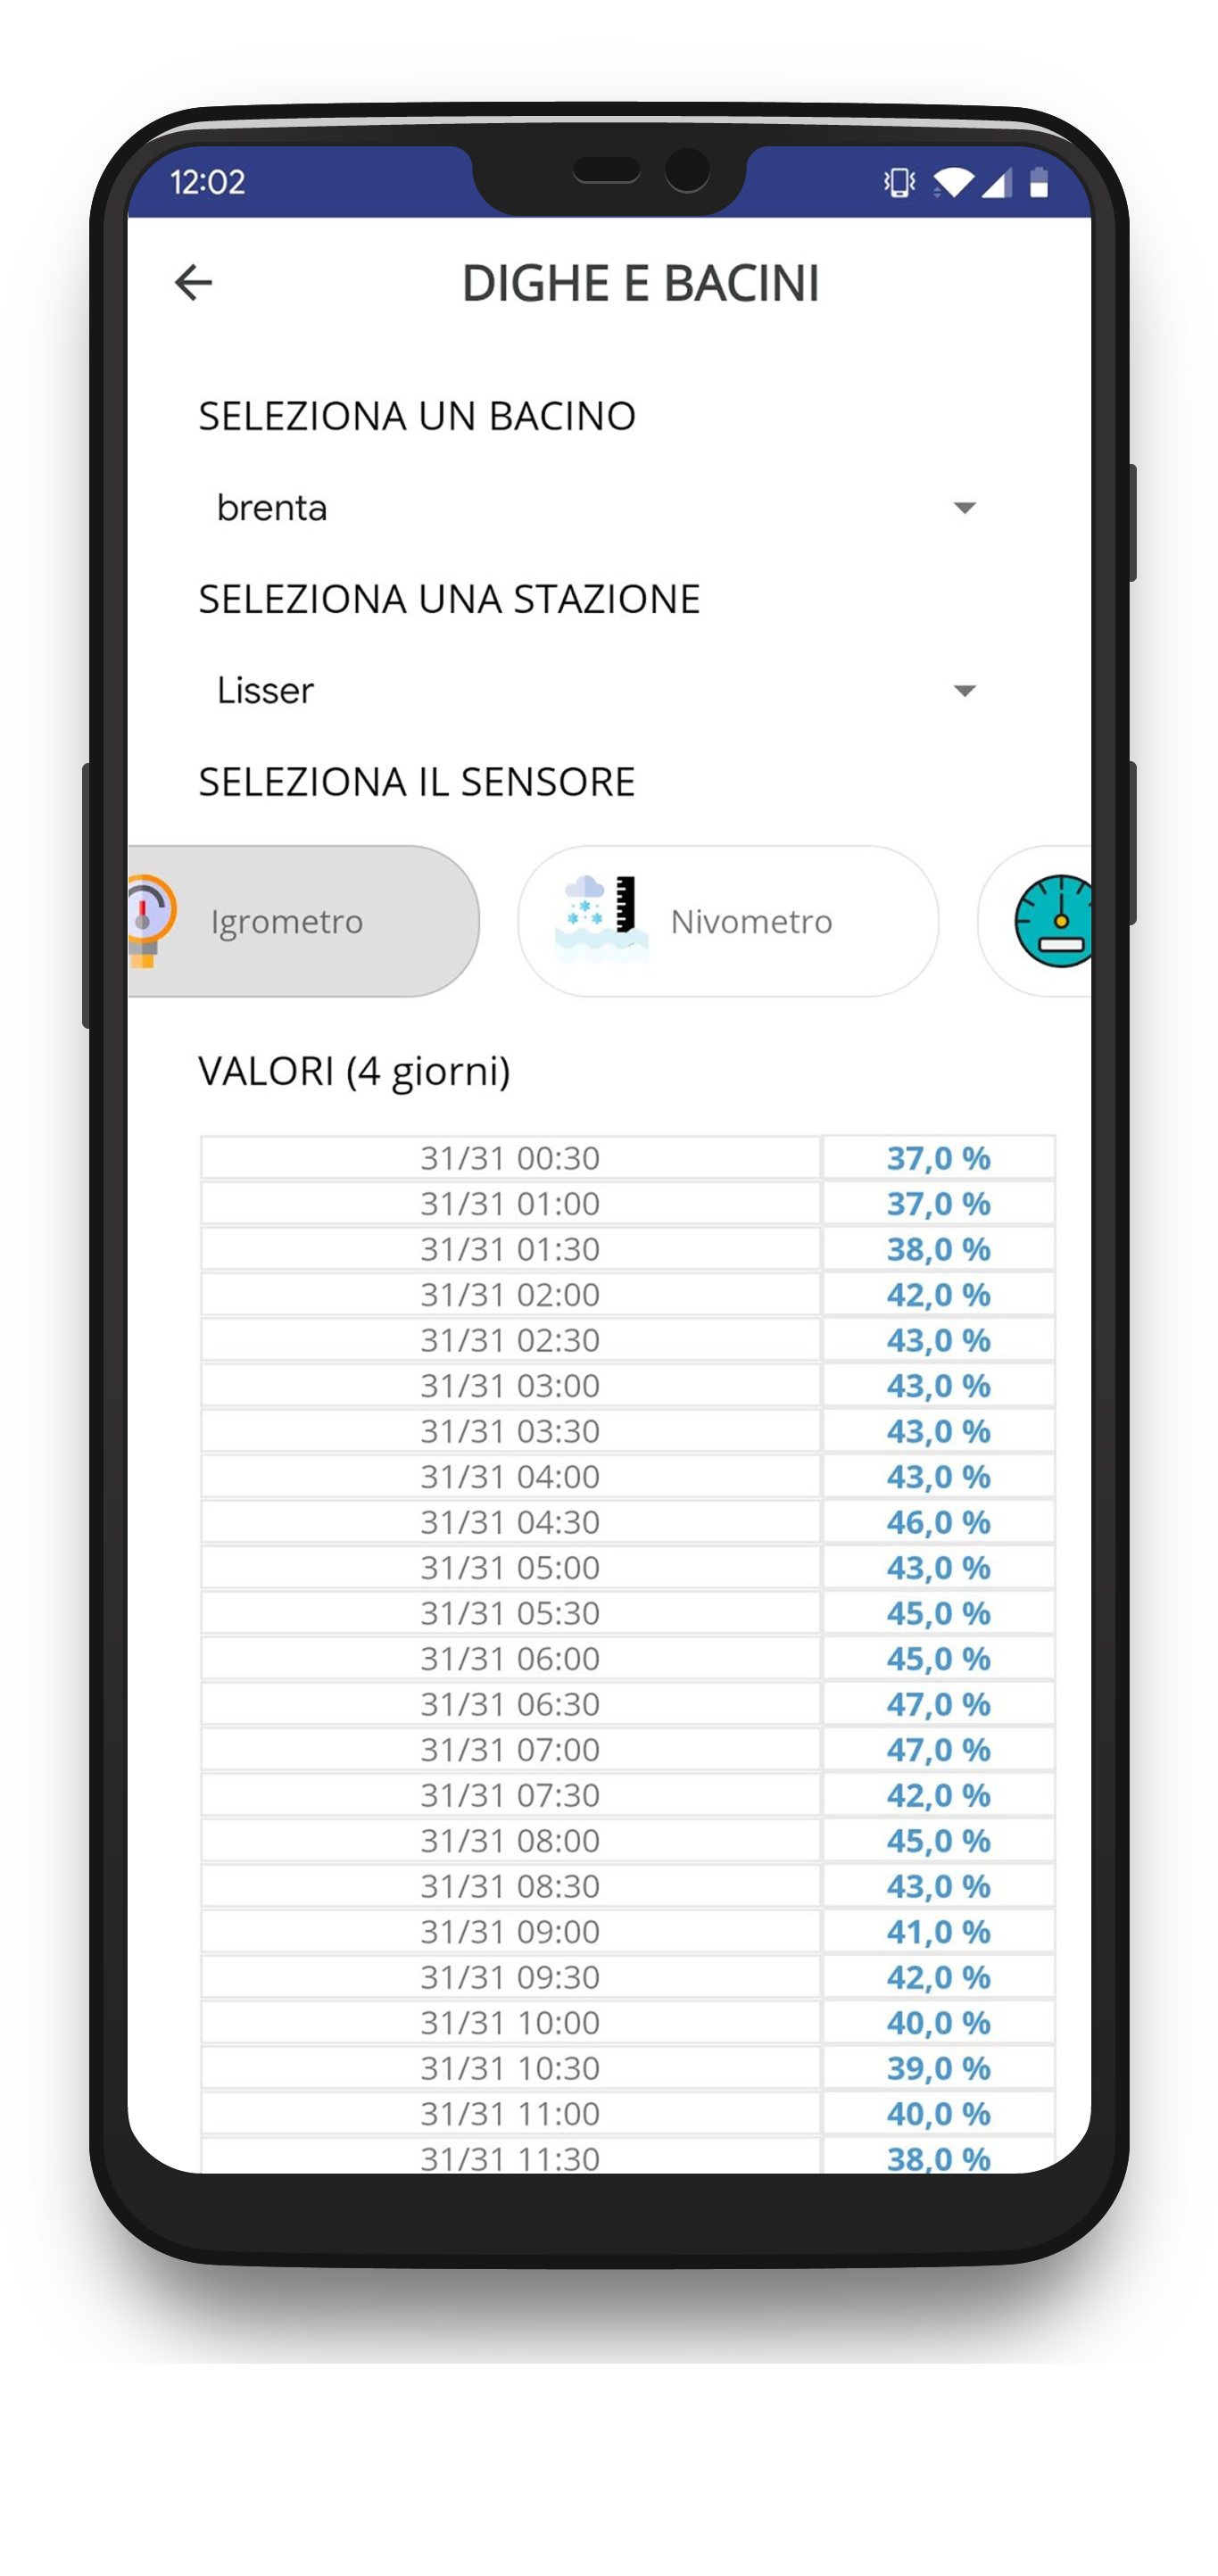 12:02
DIGHE E BACINI
SELEZIONA UN BACINO
brenta
SELEZIONA UNA STAZIONE
Lisser
SELEZIONA IL SENSORE
Igrometro Nivometro
VALORI (4 giorni)
31/31 00:30 37,0 %
31/31 01:00 37,0 %
31/31 01:30 38,0 %
31/31 02:00 42,0 %
31/31 02:30 43,0 %
31/31 03:00 43,0 %
31/31 03:30 43,0 %
31/31 04:00 43,0 %
31/31 04:30 46,0 %
31/31 05:00 43,0 %
31/31 05:30 45,0 %
31/31 06:00 45,0 %
31/31 06:30 47,0 %
31/31 07:00 47,0 %
31/31 07:30 42,0 %
31/31 08:00 45,0 %
31/31 08:30 43,0 %
31/31 09:00 41,0 %
31/31 09:30 42,0 %
31/31 10:00 40,0 %
31/31 10:30 39,0 %
31/31 11:00 40,0 %
31/31 11:30 38,0 %